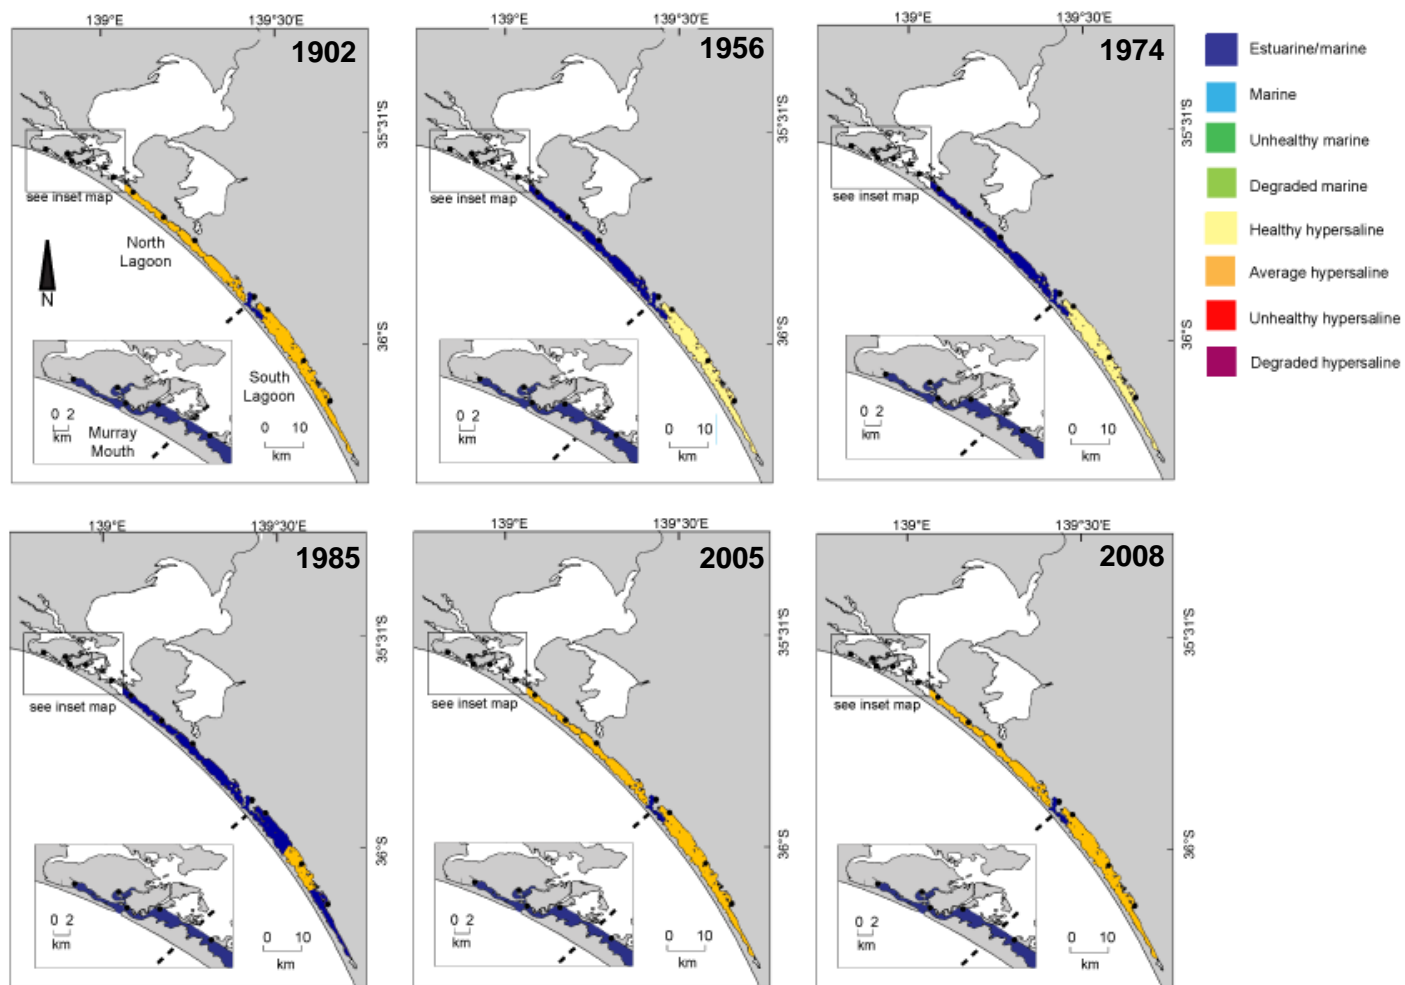 139°E
139°30'E
1902
see inset map
North
Lagoon
N
South
Lagoon
0 2
km
Murray
Mouth
0 10
km
139°E
139°30'E
1956
35°31'S
see inset map
36°S
0 2
km
0 10
km
139°E
139°30'E
1974
35°31'S
see inset map
36°S
0 2
km
0 10
km
35°31'S
36°S
Estuarine/marine
Marine
Unhealthy marine
Degraded marine
Healthy hypersaline
Average hypersaline
Unhealthy hypersaline
Degraded hypersaline
139°E
139°30'E
1985
35°31'S
see inset map
36°S
0 2
km
0 10
km
139°E
139°30'E
2005
35°31'S
see inset map
36°S
0 2
km
0 10
km
139°E
139°30'E
2008
35°31'S
see inset map
36°S
0 2
km
0 10
km